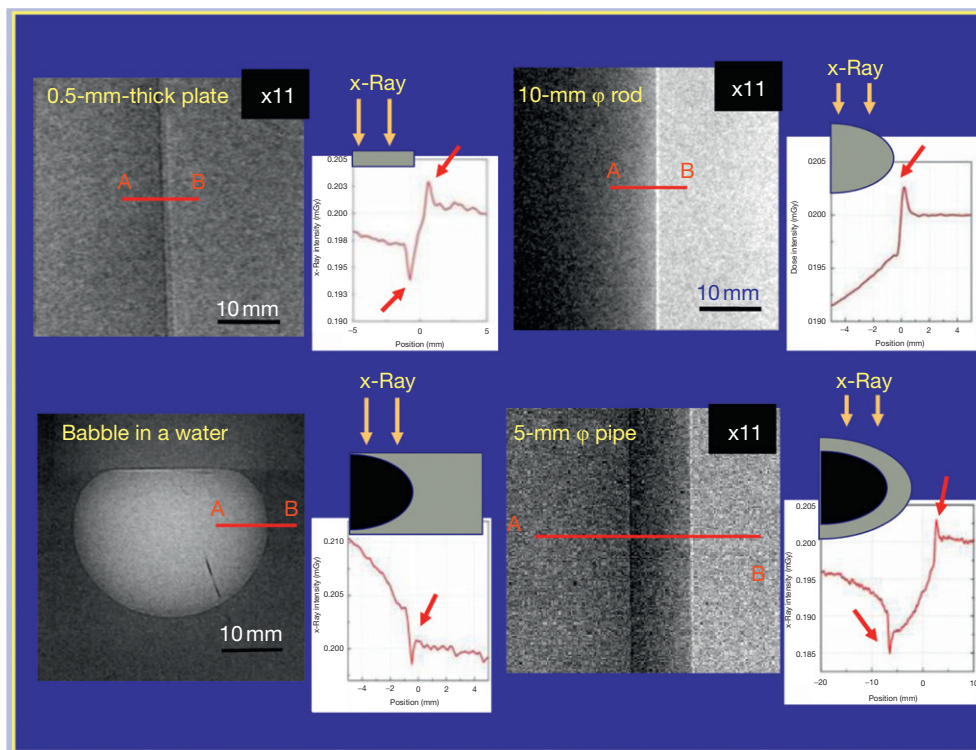 0.5-mm-thick plate
x11
A
B
10 mm
x-Ray
0.205
0.203
0.200
0.198
0.195
0.193
0.190
x-Ray intensity (mGy)
−5
0
5
Position (mm)
10-mm φ rod
x11
A
B
10 mm
x-Ray
0205
0200
0195
0190
Dose intensity (mGy)
−4
−2
0
2
4
Position (mm)
Babble in a water
A
B
10 mm
x-Ray
0.210
0.205
0.200
x-Ray intensity (mGy)
−4
−2
0
2
4
Position (mm)
5-mm φ pipe
x11
A
B
x-Ray
0.205
0.200
0.195
0.190
0.185
x-Ray intensity (mGy)
−20
−10
0
10
Position (mm)